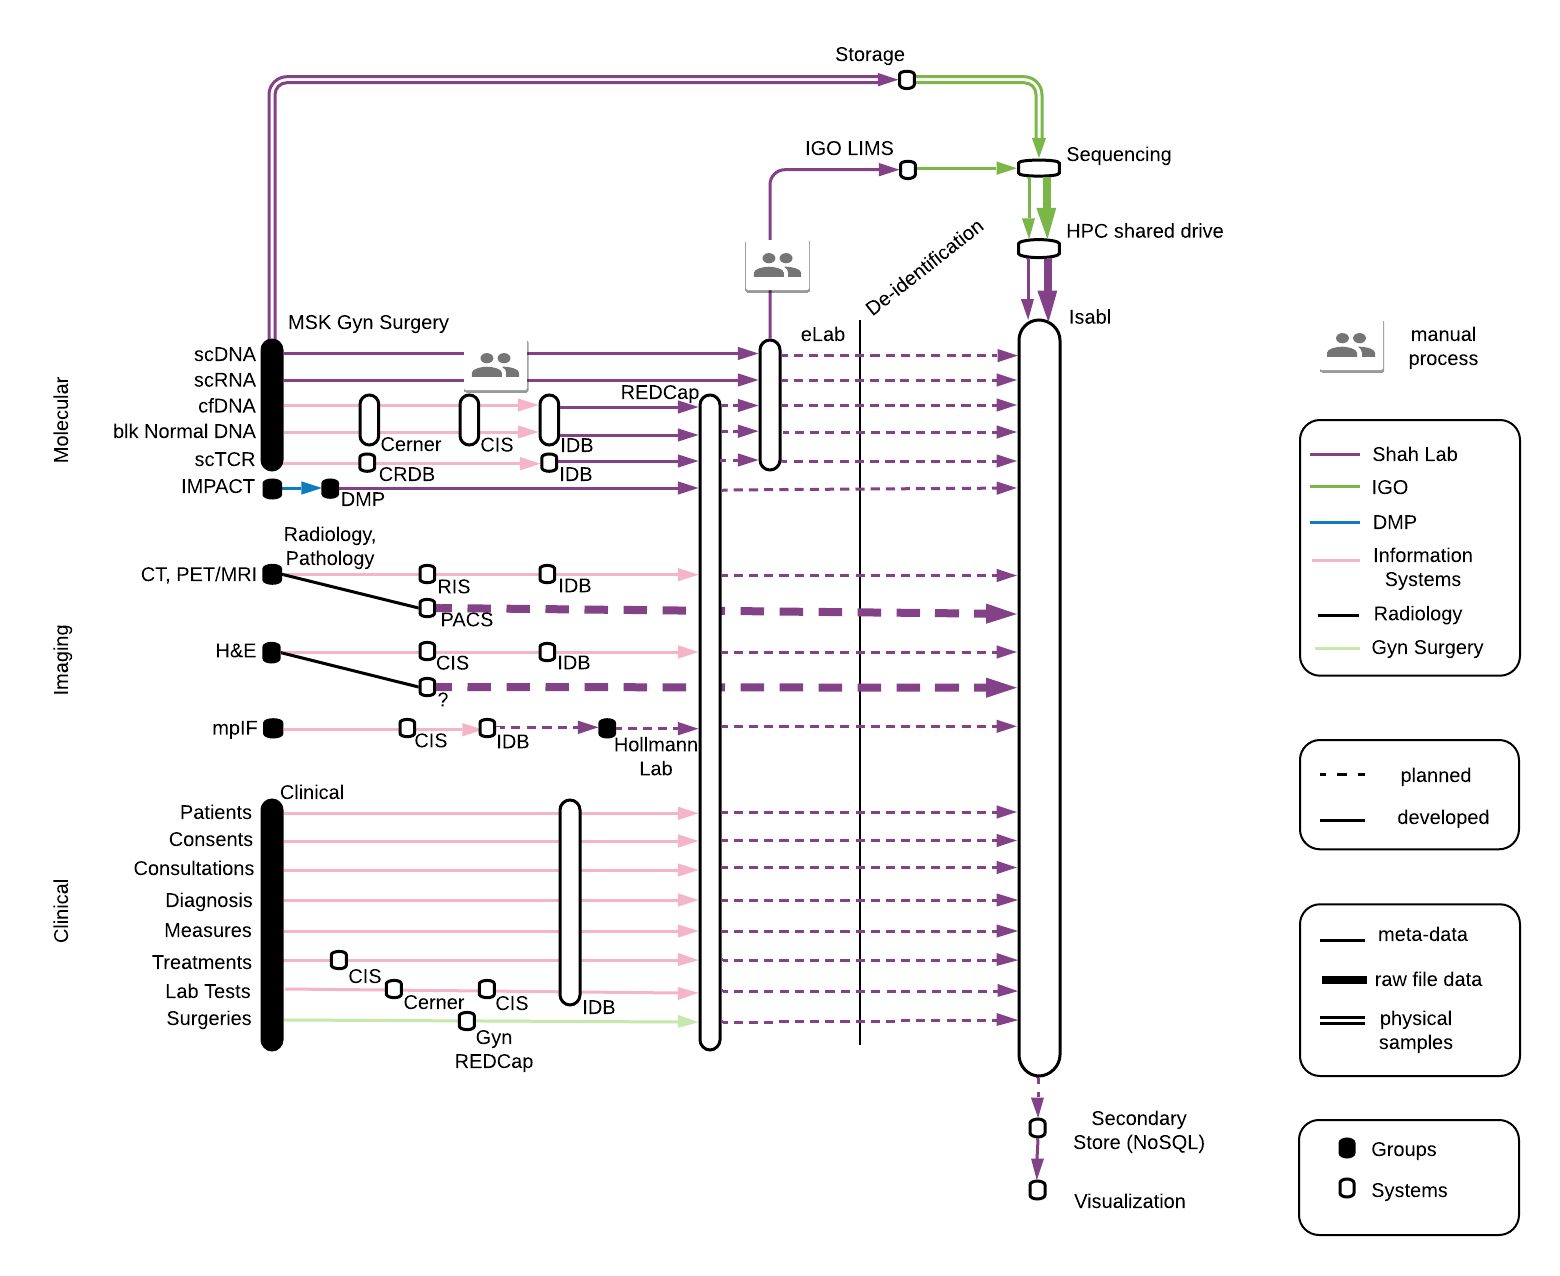 Storage
IGO LIMS
Sequencing
HPC shared drive
De-identification
MSK Gyn Surgery
eLab
Isabl
scDNA
scRNA
REDCap
cfDNA
blk Normal DNA
Cerner
CIS
IDB
scTCR
CRDB
IDB
IMPACT
DMP
Molecular
Radiology,
Pathology
CT, PET/MRI
RIS
IDB
PACS
H&E
CIS
IDB
?
mpIF
CIS
IDB
Hollmann
Lab
Imaging
Clinical
Patients
Consents
Consultations
Diagnosis
Measures
Treatments
CIS
Lab Tests
Cerner
CIS
IDB
Surgeries
Gyn
REDCap
Clinical
Secondary
Store (NoSQL)
Visualization
manual
process
Shah Lab
IGO
DMP
Information
Systems
Radiology
Gyn Surgery
planned
developed
meta-data
raw file data
physical
samples
Groups
Systems